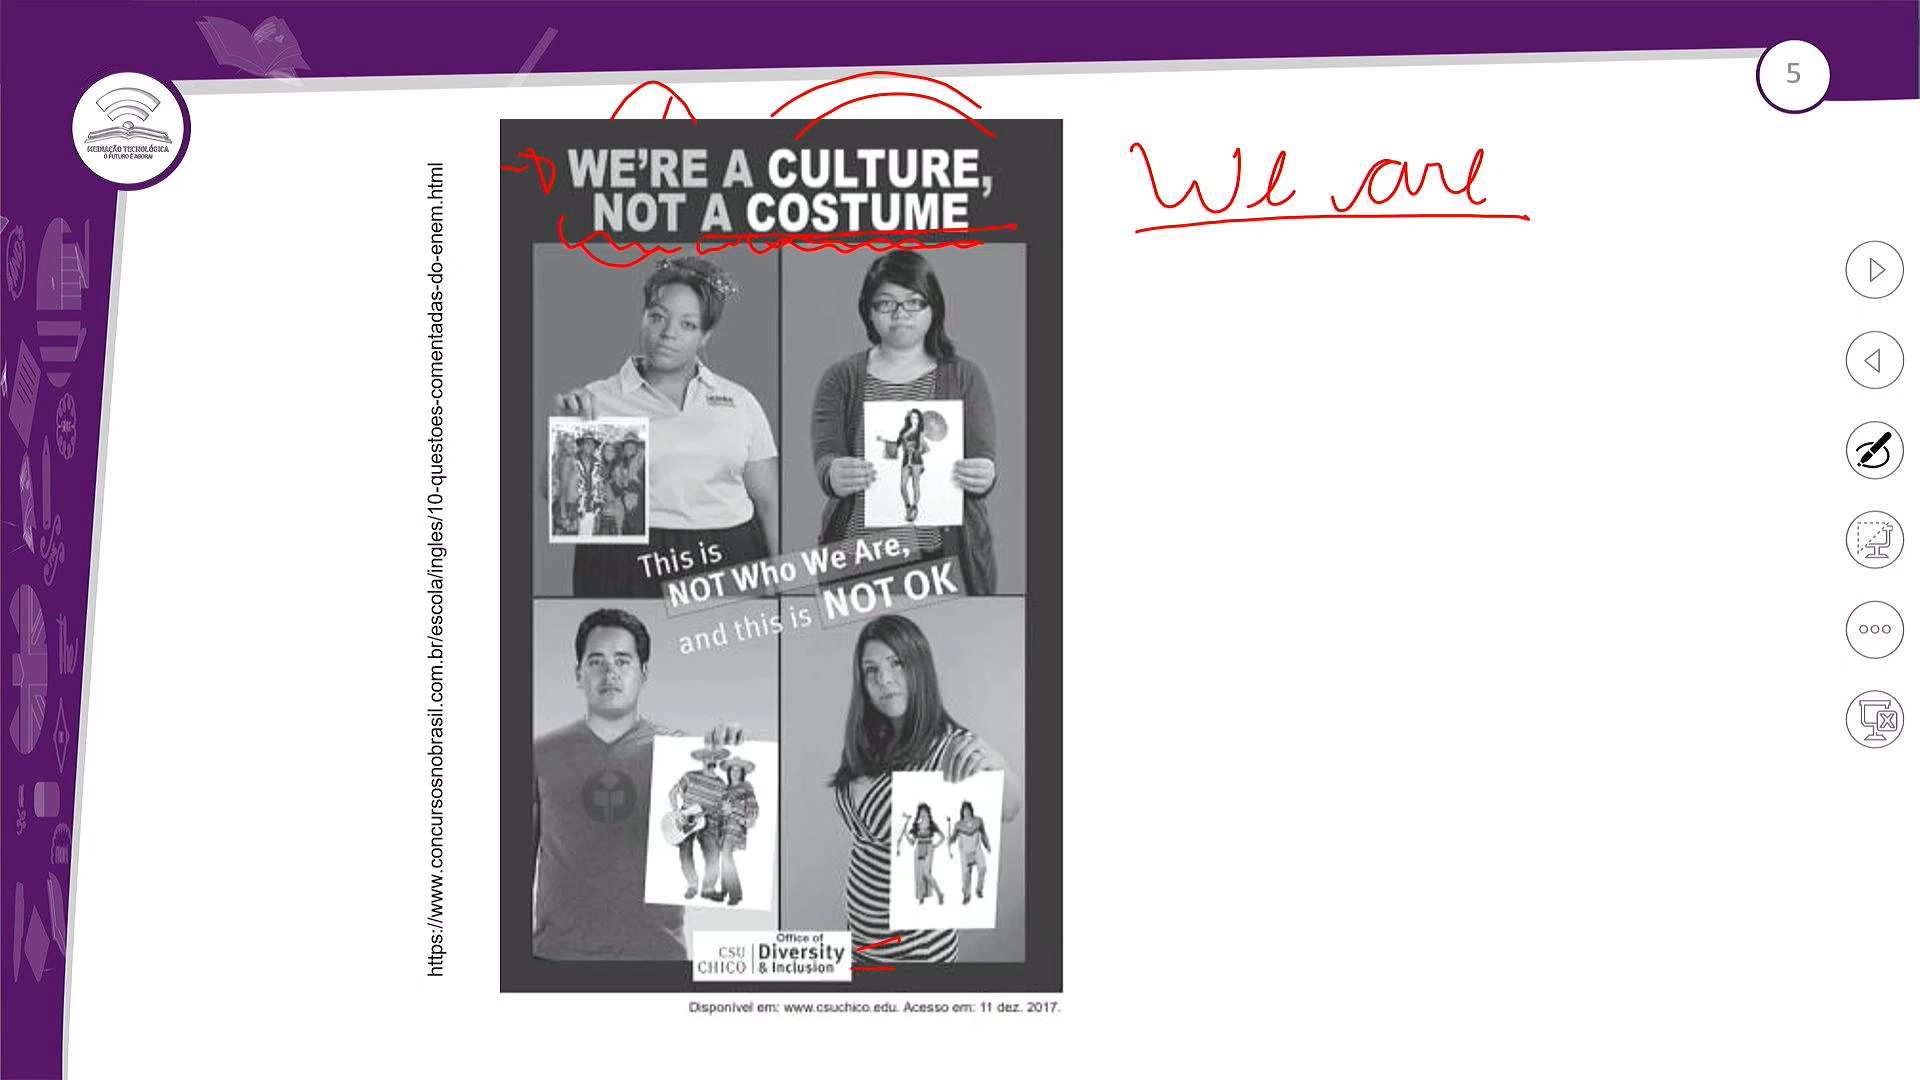 MEDIAÇÃO TECNOLÓGICA
O FUTURO É AGORA!
5
https://www.concursosnobrasil.com.br/escola/ingles/10-questoes-comentadas-do-enem.html
WE'RE A CULTURE,
NOT A COSTUME
We are
This is
NOT Who We Are,
and this is NOT OK
CSU
CHICO
Office of
Diversity
& Inclusion
Disponível em: www.csuchico.edu. Acesso em: 11 dez. 2017.